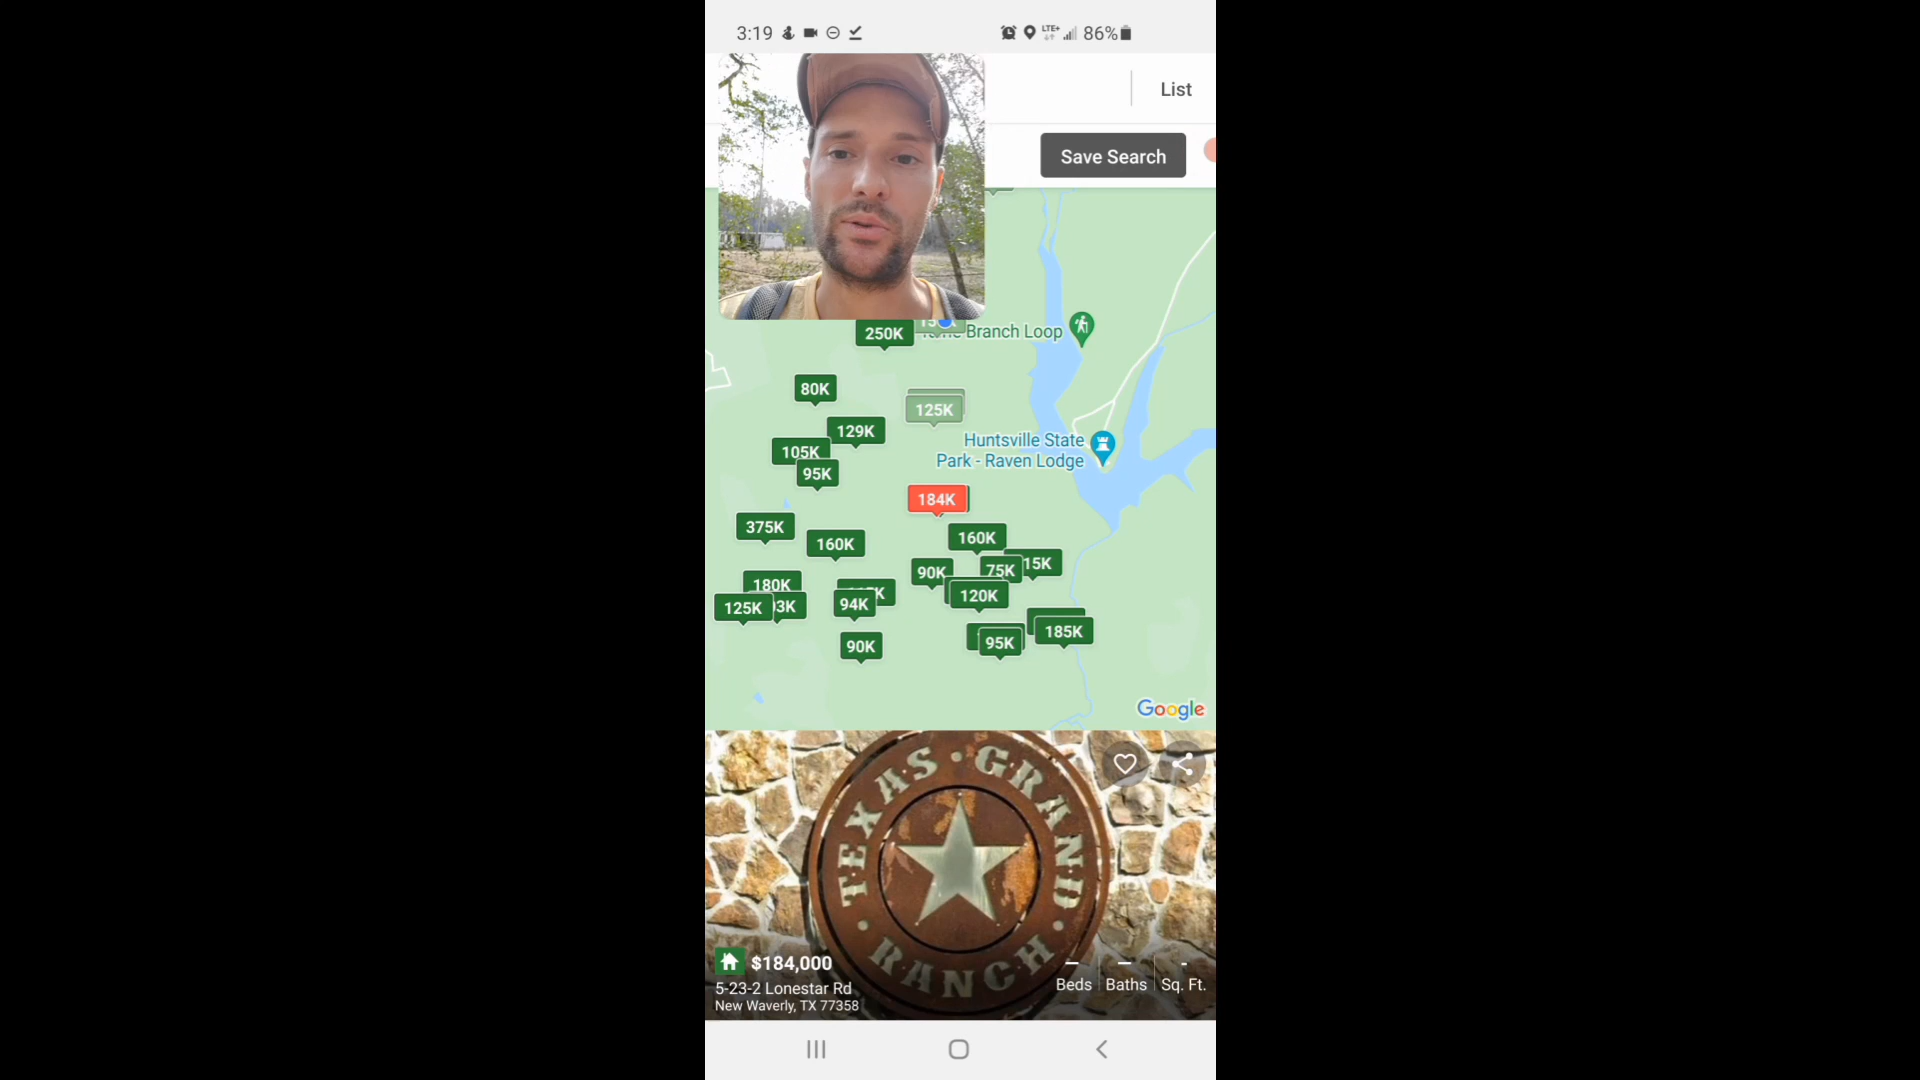 3:19
LTE+
86%
List
Save Search
250K
Branch Loop
80K
125K
129K
Huntsville State
Park - Raven Lodge
105K
95K
184K
375K
160K
160K
90K
75K
15K
180K
125K
3K
94K
120K
185K
90K
95K
Google
TEXAS · GRAND
· RANCH ·
$184,000
5-23-2 Lonestar Rd
New Waverly, TX 77358
Beds
Baths
Sq. Ft.